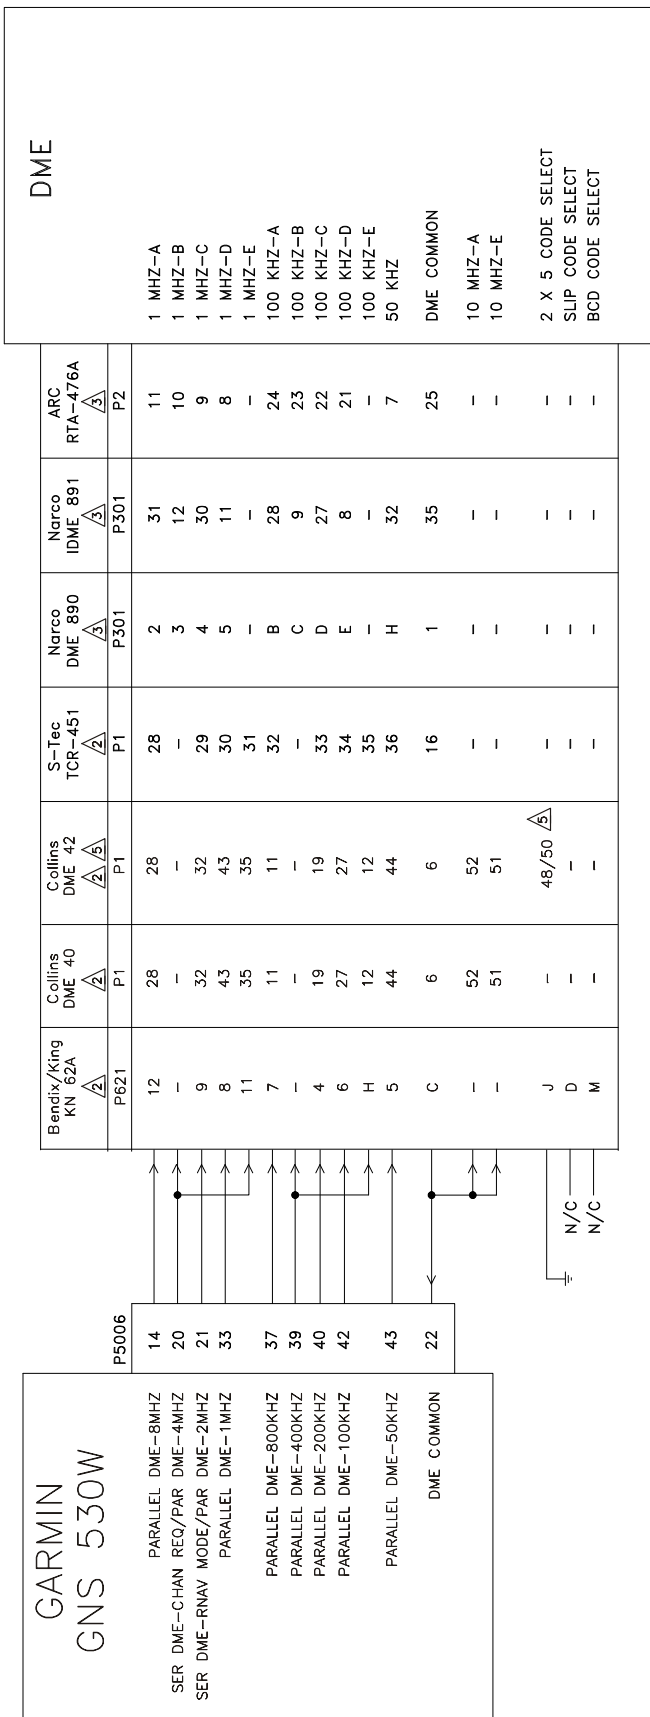 GARMIN
GNS 530W
DME
Bendix/King Collins Collins S-Tec Narco Narco ARC
KN 62A DME 40 DME 42 TCR-451 DME 890 IDME 891 RTA-476A
2 2 2 5 2 3 3 3
P5006 P621 P1 P1 P1 P301 P301 P2
PARALLEL DME-8MHZ 14 12 28 28 28 2 31 11 1 MHZ-A
SER DME-CHAN REQ/PAR DME-4MHZ 20 - - - - 3 12 10 1 MHZ-B
SER DME-RNAV MODE/PAR DME-2MHZ 21 9 32 32 29 4 30 9 1 MHZ-C
PARALLEL DME-1MHZ 33 8 43 43 30 5 11 8 1 MHZ-D
11 35 35 31 - - - 1 MHZ-E
PARALLEL DME-800KHZ 37 7 11 11 32 B 28 24 100 KHZ-A
PARALLEL DME-400KHZ 39 - - - - C 9 23 100 KHZ-B
PARALLEL DME-200KHZ 40 4 19 19 33 D 27 22 100 KHZ-C
PARALLEL DME-100KHZ 42 6 27 27 34 E 8 21 100 KHZ-D
H 12 12 35 - - - 100 KHZ-E
PARALLEL DME-50KHZ 43 5 44 44 36 H 32 7 50 KHZ
DME COMMON 22 C 6 6 16 1 35 25 DME COMMON
- 52 52 - - - - 10 MHZ-A
- 51 51 - - - - 10 MHZ-E
J - 48/50 5 - - - - 2 X 5 CODE SELECT
N/C D - - - - - - SLIP CODE SELECT
N/C M - - - - - - BCD CODE SELECT